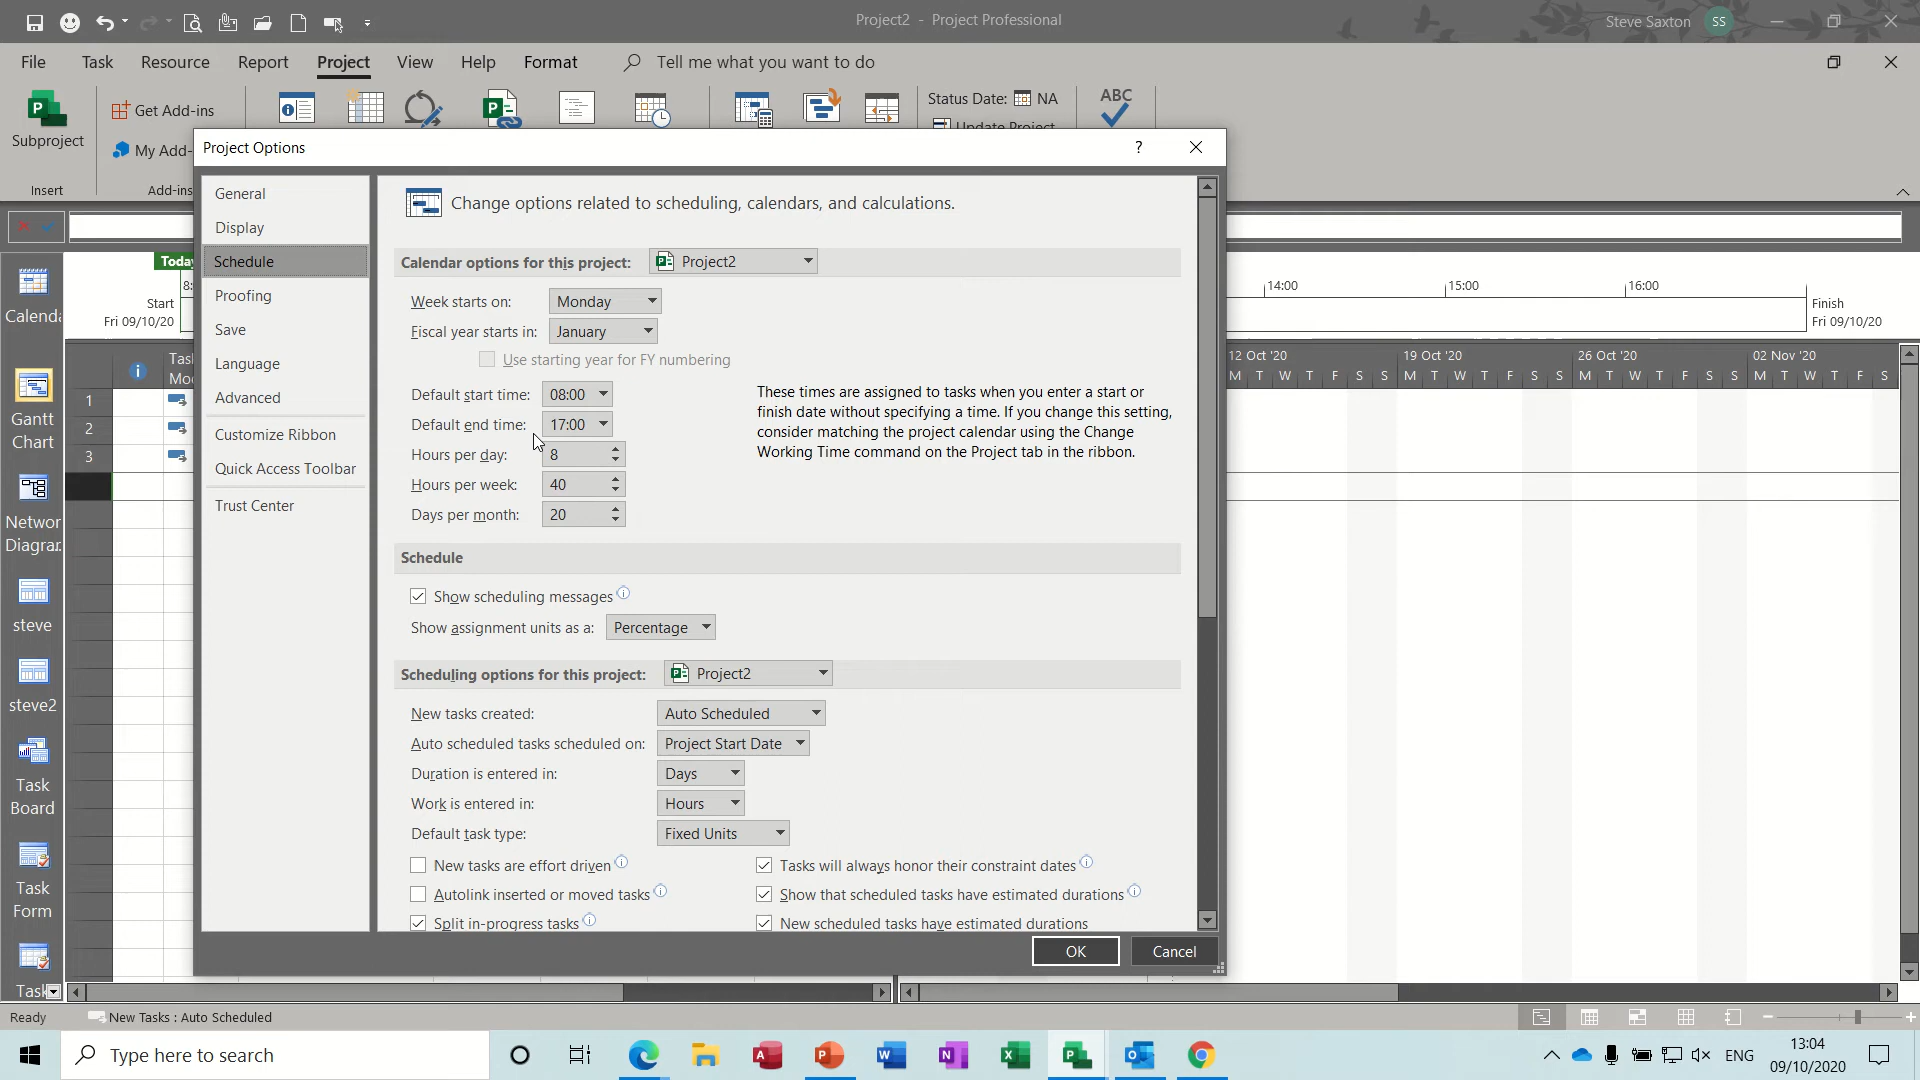 Project2 - Project Professional
Steve Saxton SS
File Task Resource Report Project View Help Format Tell me what you want to do
Get Add-ins
Status Date: NA
ABC
Update Project
Subproject
My Add-
Insert
Add-ins
Project Options
?
General
Display
Schedule
Proofing
Save
Language
Advanced
Customize Ribbon
Quick Access Toolbar
Trust Center
Change options related to scheduling, calendars, and calculations.
Calendar options for this project: Project2
Week starts on: Monday
Fiscal year starts in: January
Use starting year for FY numbering
Default start time: 08:00
Default end time: 17:00
Hours per day: 8
Hours per week: 40
Days per month: 20
These times are assigned to tasks when you enter a start or
finish date without specifying a time. If you change this setting,
consider matching the project calendar using the Change
Working Time command on the Project tab in the ribbon.
Schedule
Show scheduling messages
Show assignment units as a: Percentage
Scheduling options for this project: Project2
New tasks created: Auto Scheduled
Auto scheduled tasks scheduled on: Project Start Date
Duration is entered in: Days
Work is entered in: Hours
Default task type: Fixed Units
New tasks are effort driven
Tasks will always honor their constraint dates
Autolink inserted or moved tasks
Show that scheduled tasks have estimated durations
Split in-progress tasks
New scheduled tasks have estimated durations
OK
Cancel
Today
8:
Start
Fri 09/10/20
14:00 15:00 16:00
Finish
Fri 09/10/20
Tas
Mo
1
2
3
12 Oct '20 19 Oct '20 26 Oct '20 02 Nov '20
M T W T F S S M T W T F S S M T W T F S S M T W T F S
Calenda
Gantt
Chart
Networ
Diagra
steve
steve2
Task
Board
Task
Form
Task
Ready
New Tasks : Auto Scheduled
Type here to search
ENG
13:04
09/10/2020